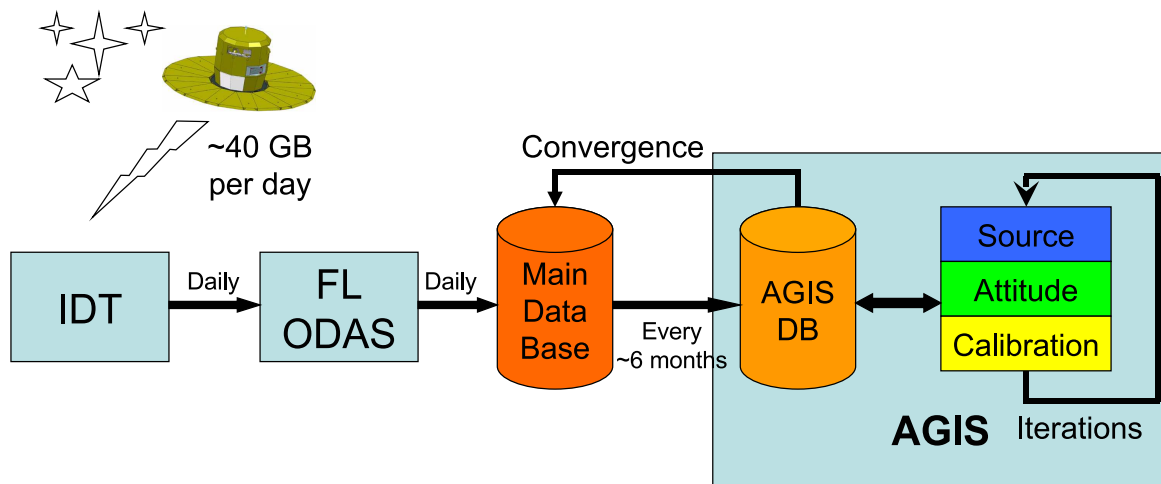 ~40 GB
per day
Convergence
IDT
Daily
FL
ODAS
Daily
Main
Data
Base
Every
~6 months
AGIS
DB
Source
Attitude
Calibration
AGIS
Iterations